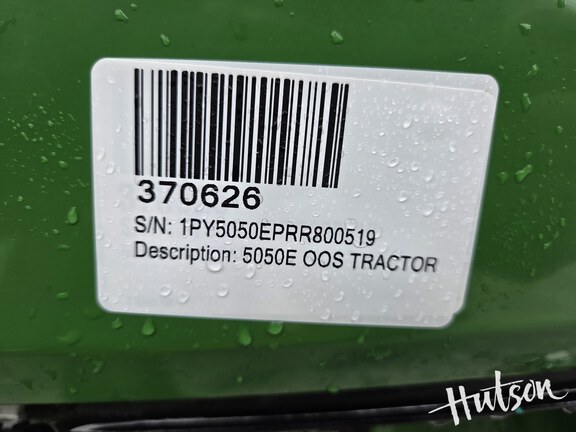 370626
S/N: 1PY5050EPRR800519
Description: 5050E OOS TRACTOR
Hutson